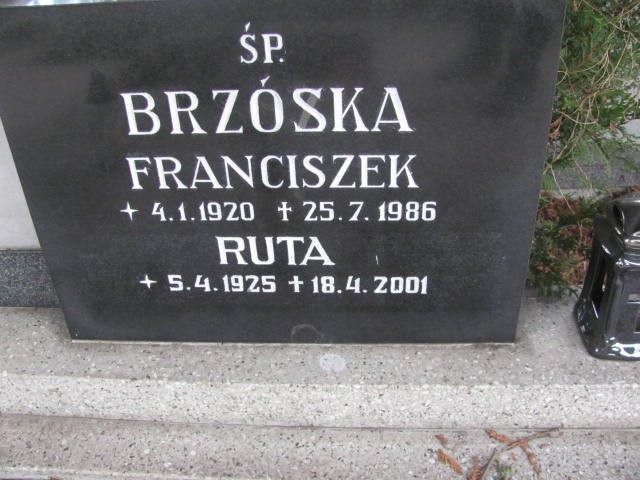 ŚP.
BRZÓSKA
FRANCISZEK
+ 4.1.1920 † 25.7.1986
RUTA
+ 5.4.1925 † 18.4.2001